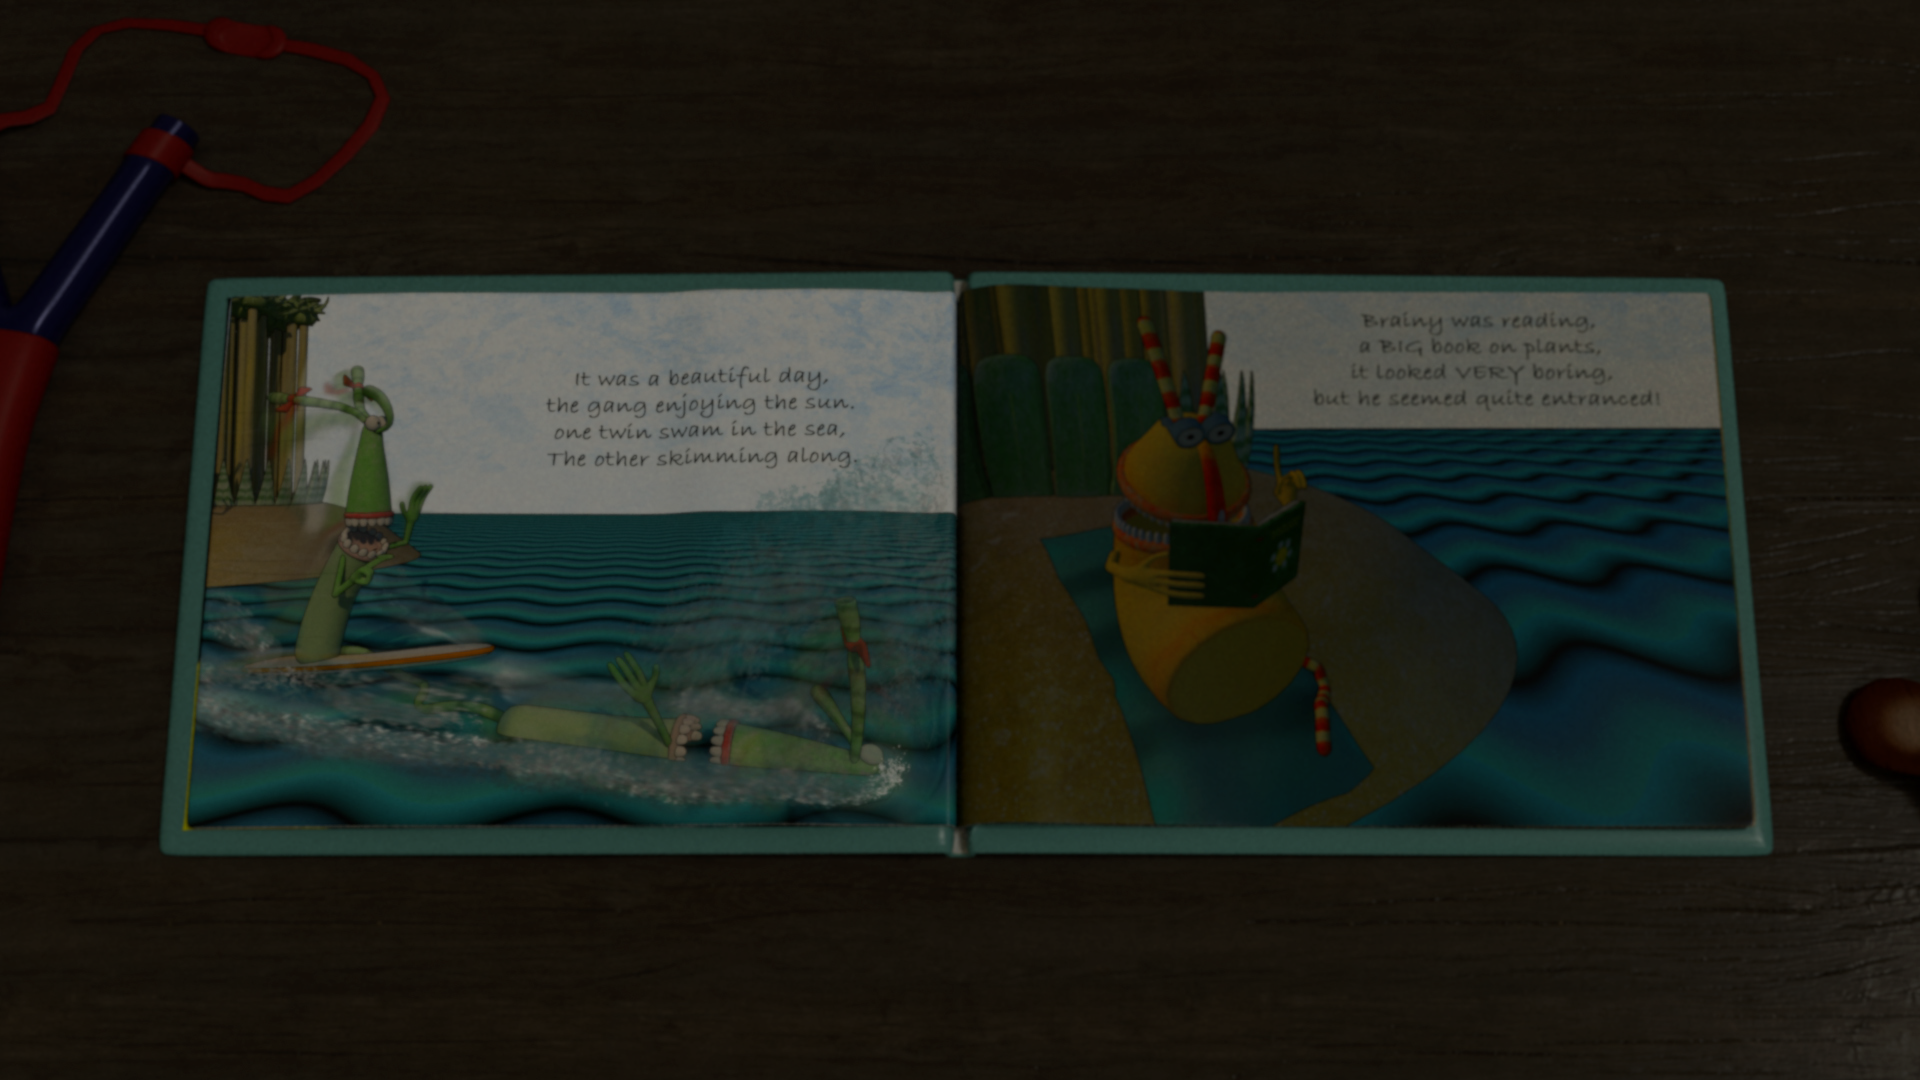 It was a beautiful day,
the gang enjoying the sun.
one twin swam in the sea,
The other skimming along.
Brainy was reading,
a BIG book on plants,
it looked VERY boring,
but he seemed quite entranced!